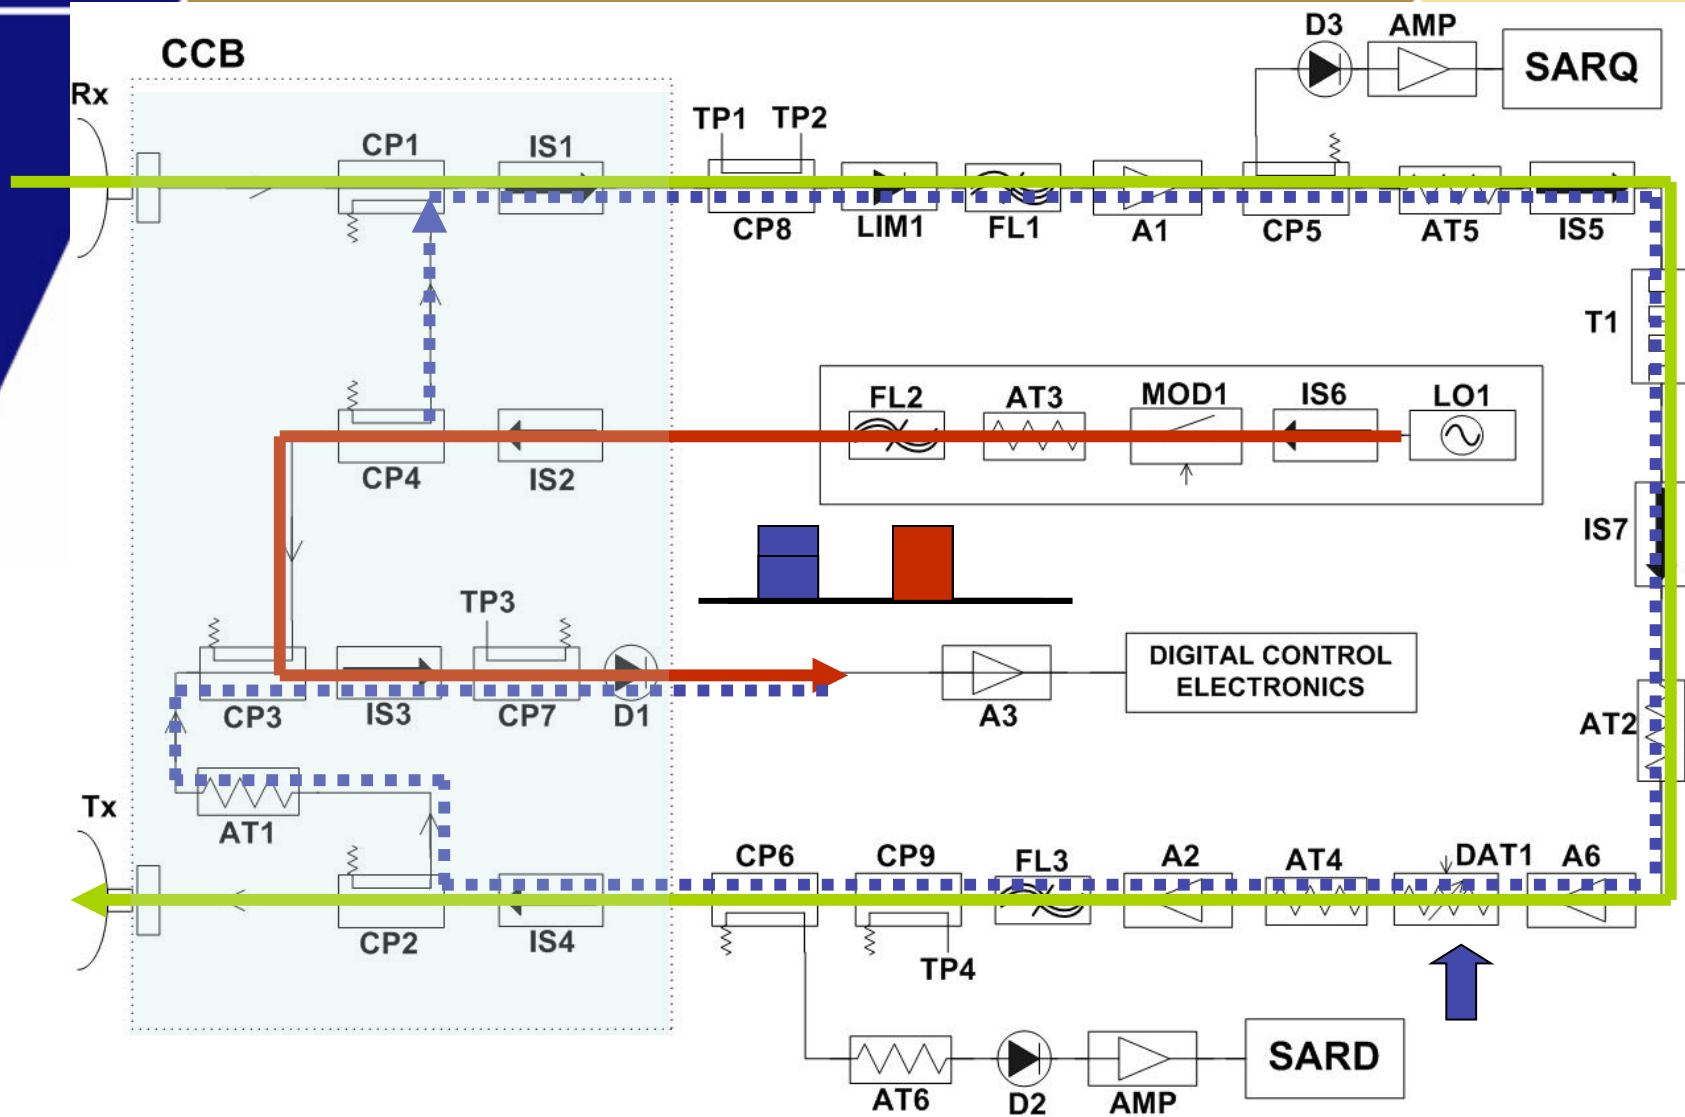 D3 AMP
SARQ
CCB
Rx
TP1 TP2
CP1 IS1
CP8 LIM1 FL1 A1 CP5 AT5 IS5
T1
FL2 AT3 MOD1 IS6 LO1
CP4 IS2
IS7
TP3
DIGITAL CONTROL
ELECTRONICS
CP3 IS3 CP7 D1 A3
AT2
Tx
AT1
CP6 CP9 FL3 A2 AT4 DAT1 A6
CP2 IS4
TP4
SARD
AT6 D2 AMP